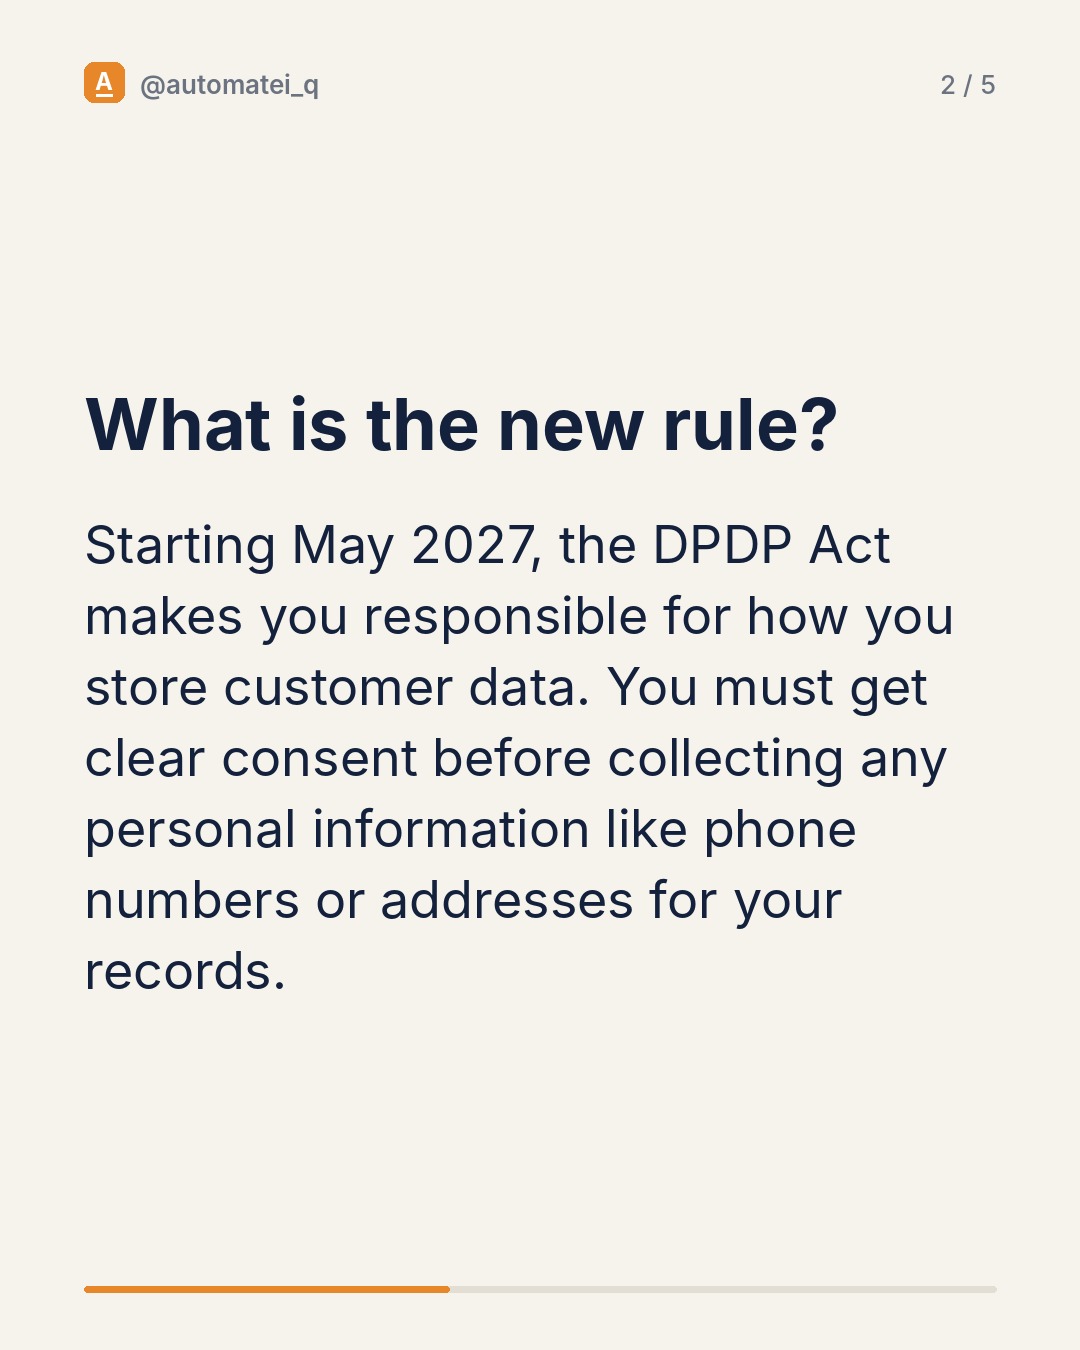 A
@automatei_q
2 / 5
What is the new rule?
Starting May 2027, the DPDP Act
makes you responsible for how you
store customer data. You must get
clear consent before collecting any
personal information like phone
numbers or addresses for your
records.